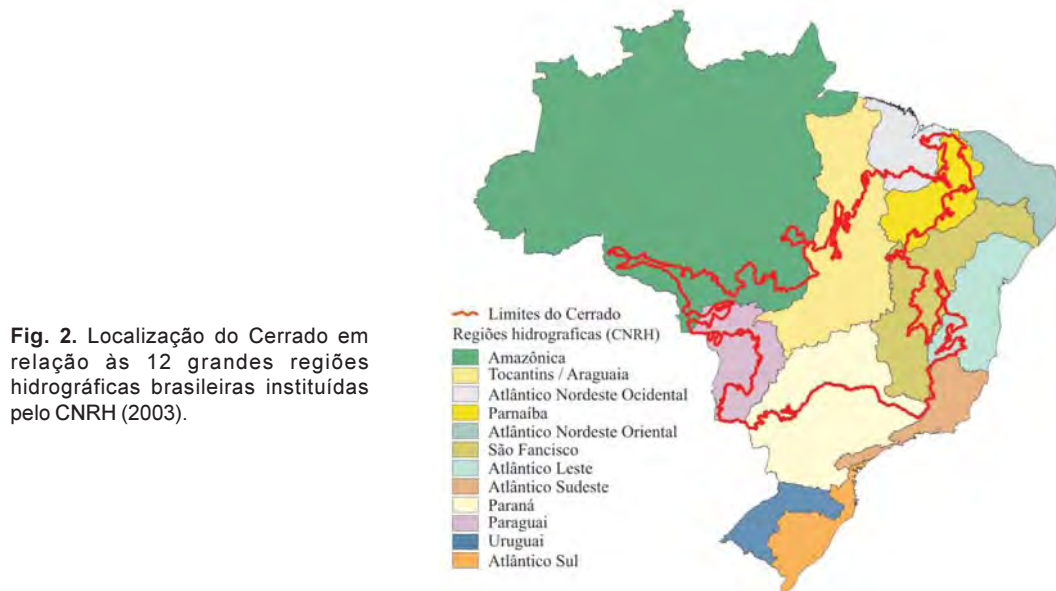 Fig. 2. Localização do Cerrado em
relação às 12 grandes regiões
hidrográficas brasileiras instituídas
pelo CNRH (2003).
Limites do Cerrado
Regiões hidrograficas (CNRH)
Amazônica
Tocantins / Araguaia
Atlântico Nordeste Ocidental
Parnaíba
Atlântico Nordeste Oriental
São Fancisco
Atlântico Leste
Atlântico Sudeste
Paraná
Paraguai
Uruguai
Atlântico Sul